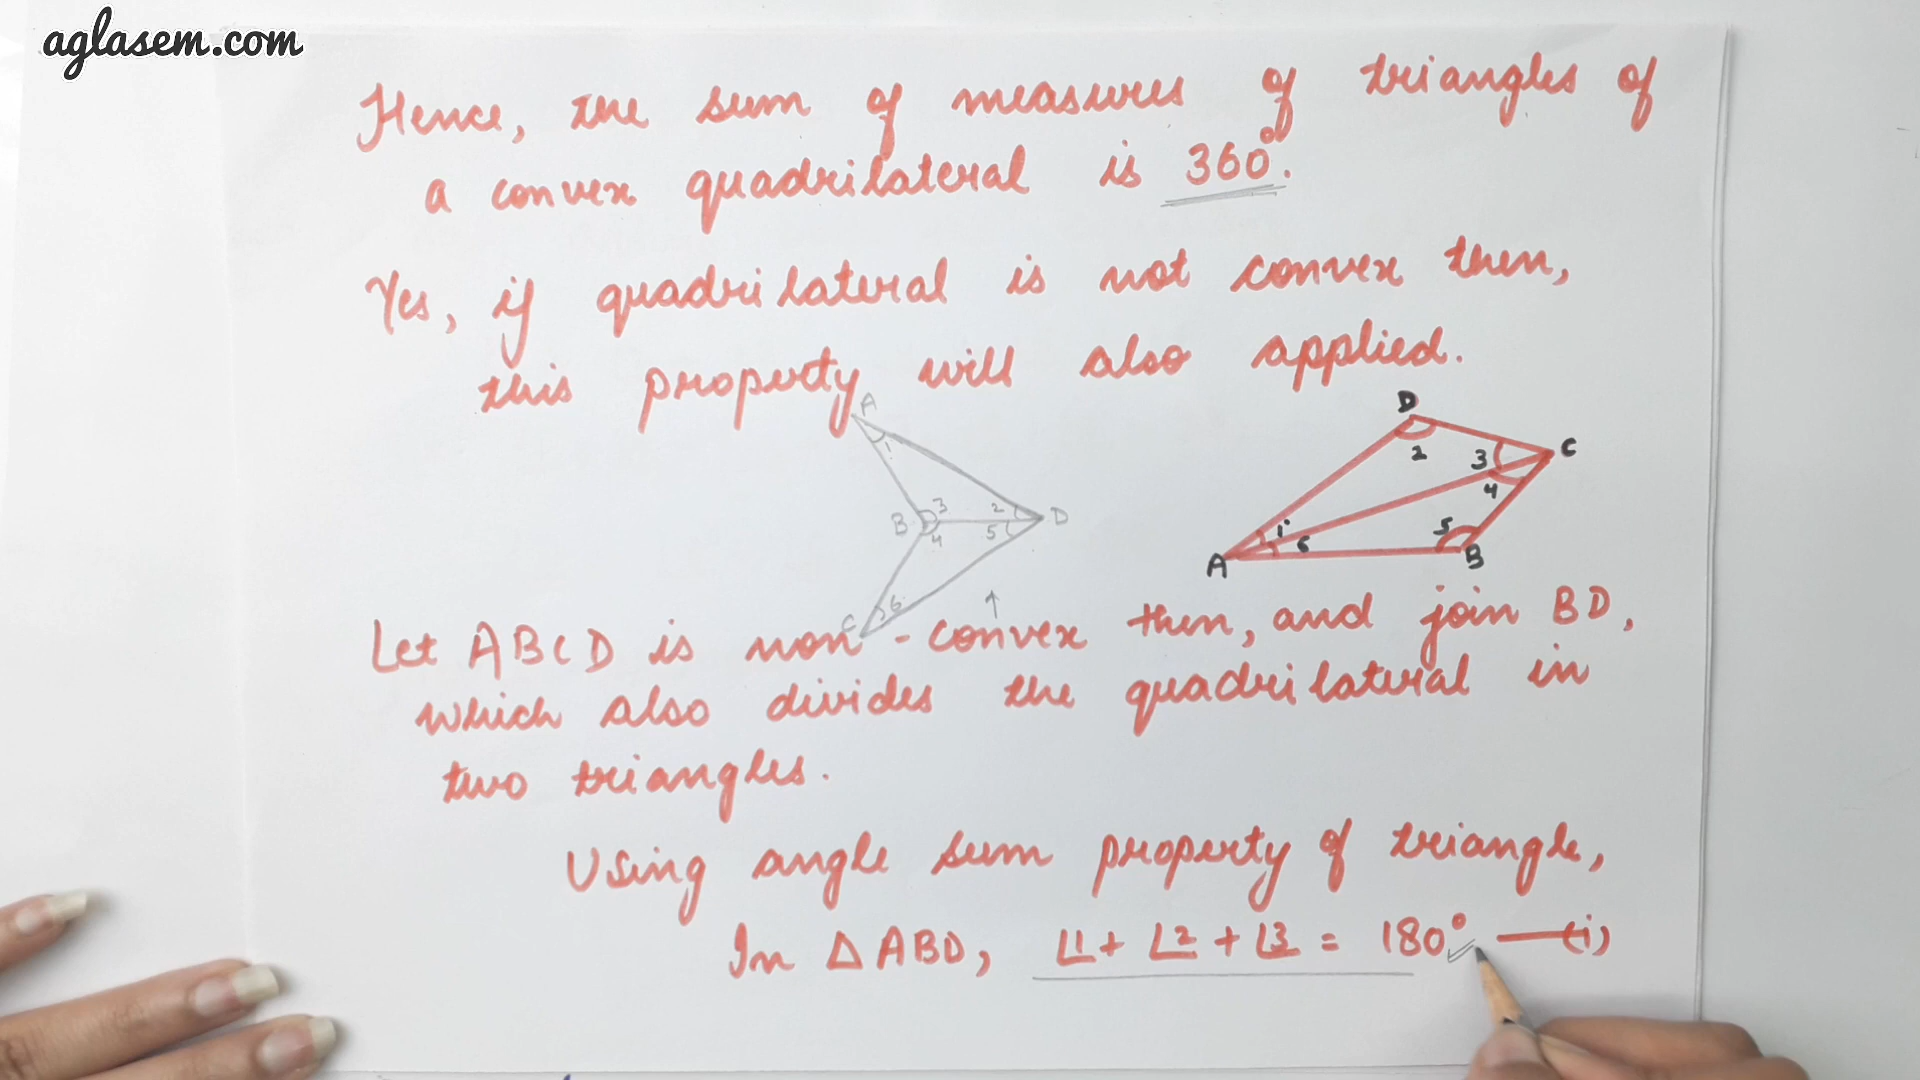 aglasem.com
Hence, the sum of measures of triangles of
a convex quadrilateral is 360°.
Yes, if quadrilateral is not convex then,
this property will also applied.
A
1
B 3 2 D
4 5
C 6
D
2 3 C
4
1 6 5
A B
Let ABCD is non-convex then, and join BD,
which also divides the quadrilateral in
two triangles.
Using angle sum property of triangle,
In △ABD, ∠1 + ∠2 + ∠3 = 180° —(i)